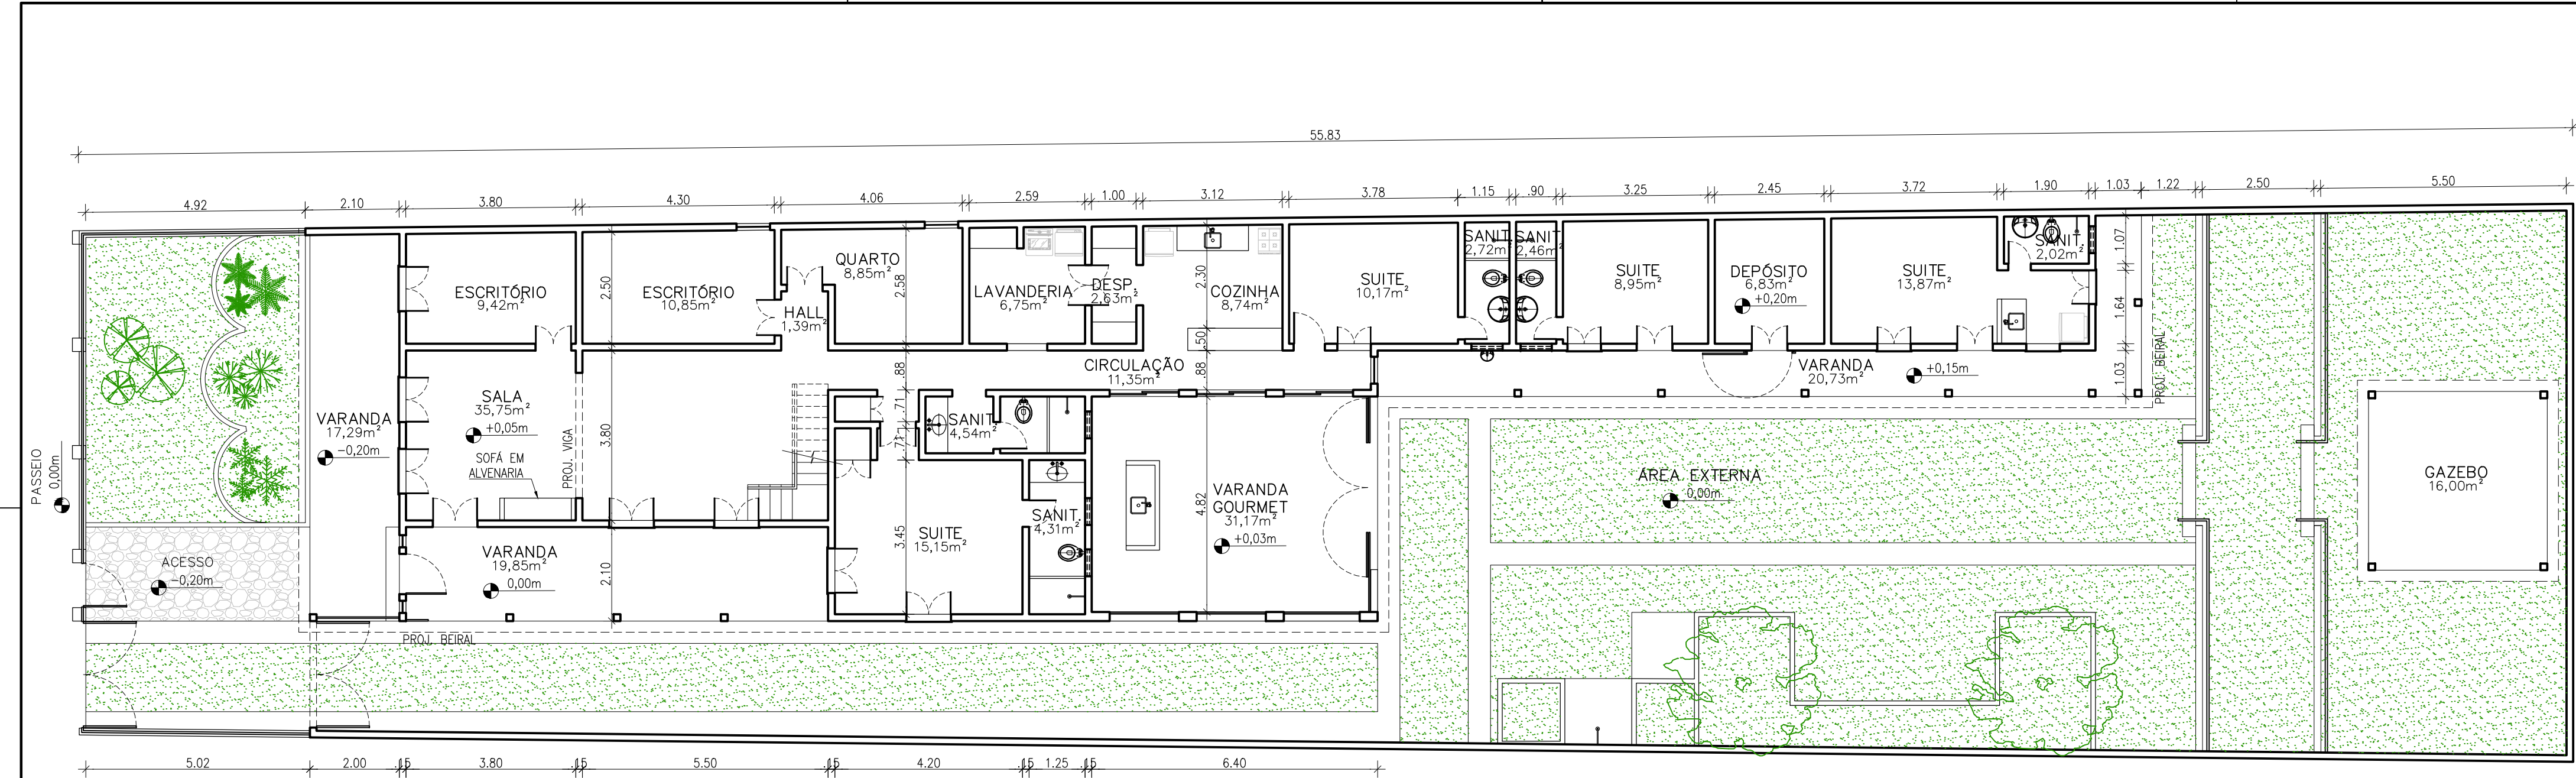 55.83
4.92
2.10
3.80
4.30
4.06
2.59
1.00
3.12
3.78
1.15
.90
3.25
2.45
3.72
1.90
1.03
1.22
2.50
5.50
ESCRITÓRIO
9,42m²
2.50
ESCRITÓRIO
10,85m²
HALL
1,39m²
QUARTO
8,85m²
2.58
LAVANDERIA
6,75m²
DESP.
2,63m²
2.30
COZINHA
8,74m²
.50
SUITE
10,17m²
SANIT.
2,72m²
SANIT.
2,46m²
SUITE
8,95m²
DEPÓSITO
6,83m²
+0,20m
SUITE
13,87m²
SANIT.
2,02m²
1.07
1.64
1.03
PROJ. BEIRAL
CIRCULAÇÃO
11,35m²
.88
.88
VARANDA
20,73m²
+0,15m
PASSEIO
0,00m
VARANDA
17,29m²
-0,20m
SALA
35,75m²
+0,05m
SOFÁ EM
ALVENARIA
PROJ. VIGA
3.80
.71
.71
SANIT.
4,54m²
3.45
SUITE
15,15m²
SANIT.
4,31m²
4.82
VARANDA
GOURMET
31,17m²
+0,03m
ÁREA EXTERNA
0,00m
GAZEBO
16,00m²
ACESSO
-0,20m
VARANDA
19,85m²
0,00m
2.10
PROJ. BEIRAL
5.02
2.00
.15
3.80
.15
5.50
.15
4.20
.15
1.25
.15
6.40